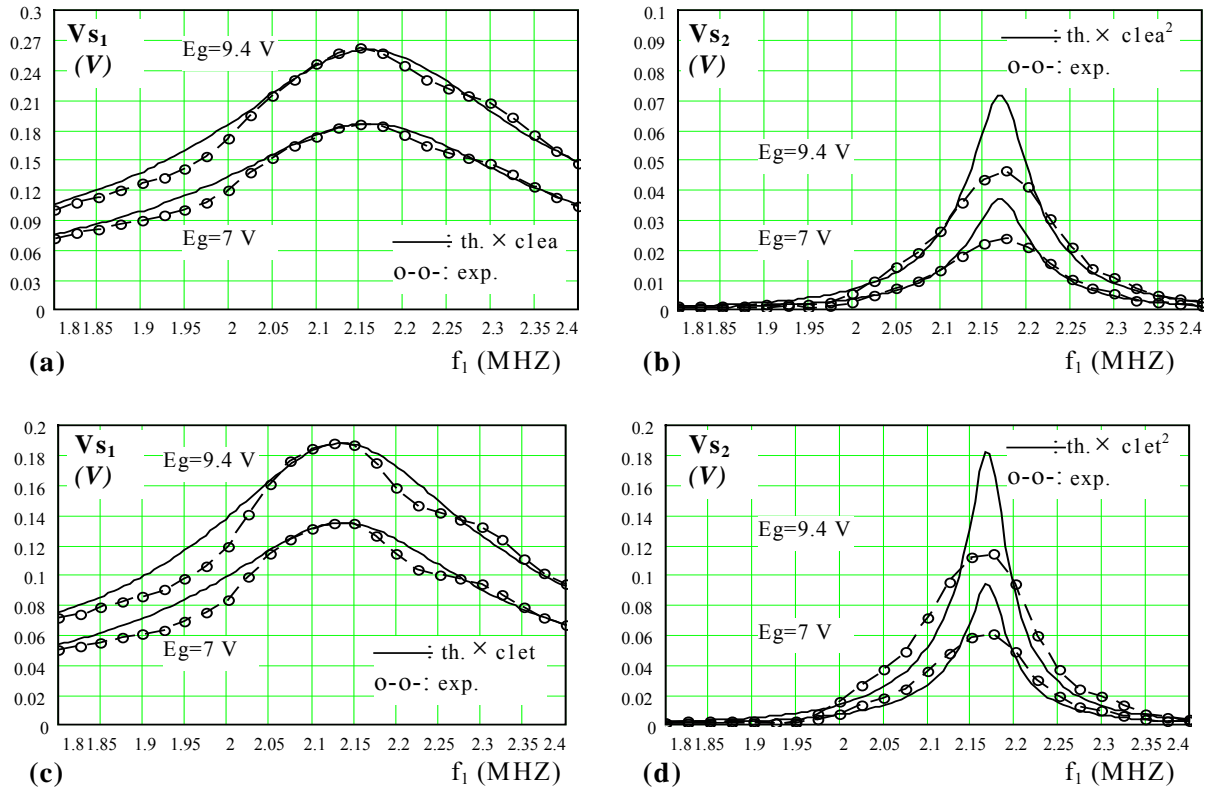 0.3
0.27
0.24
0.21
0.18
0.15
0.12
0.09
0.06
0.03
0
Vs₁
(V)
Eg=9.4 V
Eg=7 V
: th. × c1ea
o-o-: exp.
1.8 1.85 1.9 1.95 2 2.05 2.1 2.15 2.2 2.25 2.3 2.35 2.4
(a)
f₁ (MHZ)
0.1
0.09
0.08
0.07
0.06
0.05
0.04
0.03
0.02
0.01
0
Vs₂
(V)
: th. × c1ea²
o-o-: exp.
Eg=9.4 V
Eg=7 V
1.8 1.85 1.9 1.95 2 2.05 2.1 2.15 2.2 2.25 2.3 2.35 2.4
(b)
f₁ (MHZ)
0.2
0.18
0.16
0.14
0.12
0.1
0.08
0.06
0.04
0.02
0
Vs₁
(V)
Eg=9.4 V
Eg=7 V
: th. × c1et
o-o-: exp.
1.8 1.85 1.9 1.95 2 2.05 2.1 2.15 2.2 2.25 2.3 2.35 2.4
(c)
f₁ (MHZ)
0.2
0.18
0.16
0.14
0.12
0.1
0.08
0.06
0.04
0.02
0
Vs₂
(V)
: th. × c1et²
o-o-: exp.
Eg=9.4 V
Eg=7 V
1.8 1.85 1.9 1.95 2 2.05 2.1 2.15 2.2 2.25 2.3 2.35 2.4
(d)
f₁ (MHZ)